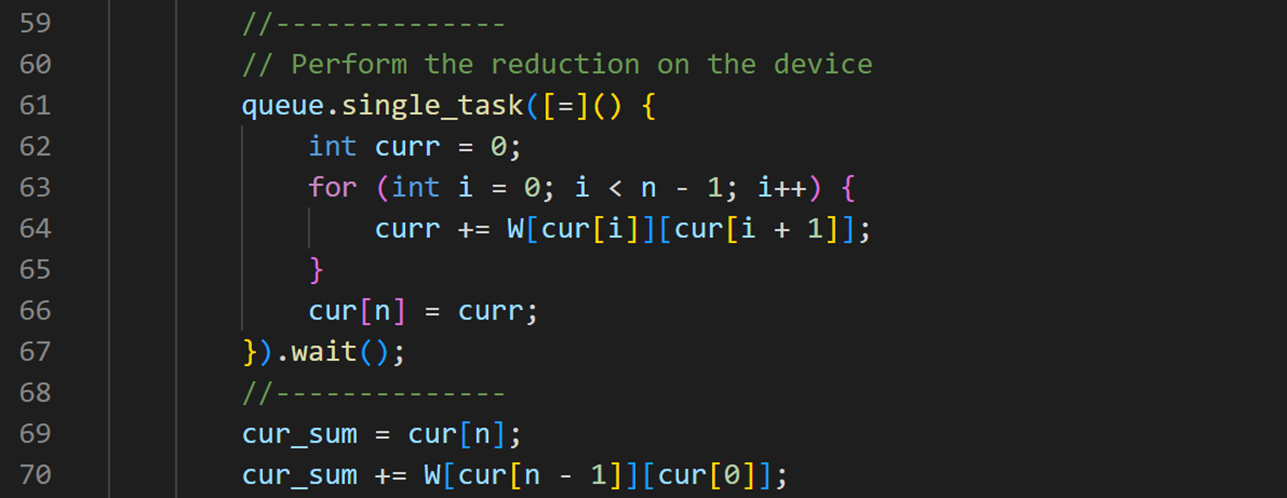 59 //--------------
60 // Perform the reduction on the device
61 queue.single_task([=]() {
62 int curr = 0;
63 for (int i = 0; i < n - 1; i++) {
64 curr += W[cur[i]][cur[i + 1]];
65 }
66 cur[n] = curr;
67 }).wait();
68 //--------------
69 cur_sum = cur[n];
70 cur_sum += W[cur[n - 1]][cur[0]];